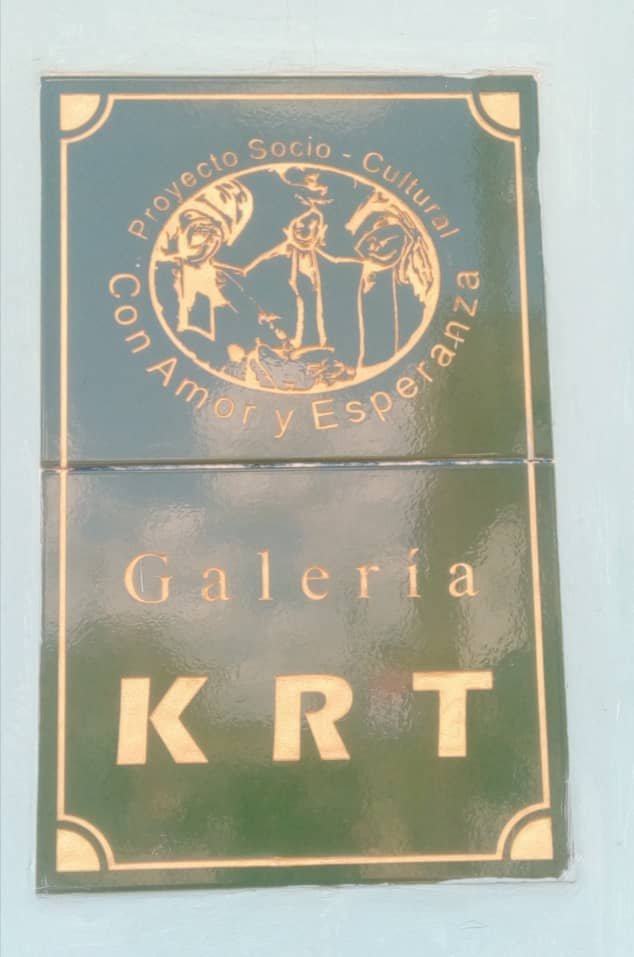 Proyecto Socio - Cultural
Con Amor y Esperanza
Galería
KRT